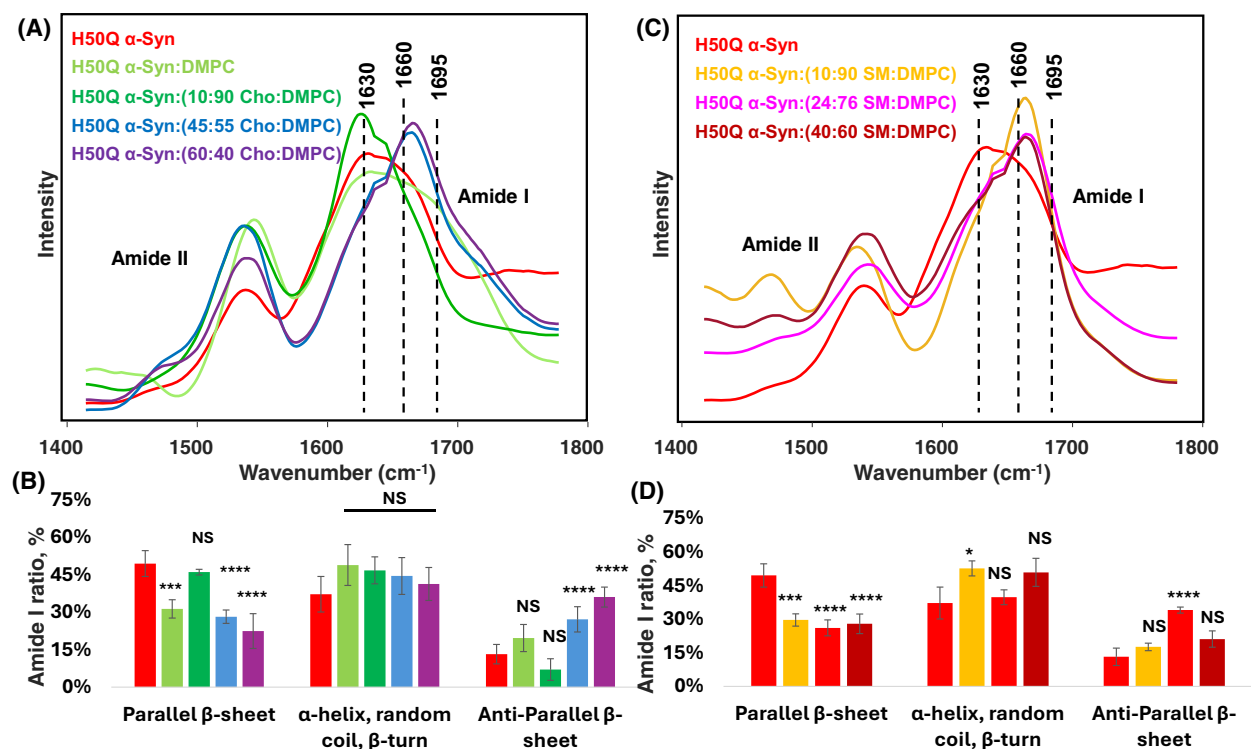 (A)
H50Q α-Syn
H50Q α-Syn:DMPC
H50Q α-Syn:(10:90 Cho:DMPC)
H50Q α-Syn:(45:55 Cho:DMPC)
H50Q α-Syn:(60:40 Cho:DMPC)
1630
1660
1695
Amide I
Amide II
Intensity
1400 1500 1600 1700 1800
Wavenumber (cm⁻¹)
(C)
H50Q α-Syn
H50Q α-Syn:(10:90 SM:DMPC)
H50Q α-Syn:(24:76 SM:DMPC)
H50Q α-Syn:(40:60 SM:DMPC)
1630
1660
1695
Amide I
Amide II
Intensity
1400 1500 1600 1700 1800
Wavenumber (cm⁻¹)
(B)
Amide I ratio, %
75%
60%
45%
30%
15%
0%
*** NS **** ****
NS
NS NS **** ****
Parallel β-sheet
α-helix, random
coil, β-turn
Anti-Parallel β-
sheet
(D)
Amide I ratio, %
75%
60%
45%
30%
15%
0%
*** **** ****
* NS NS
NS **** NS
Parallel β-sheet
α-helix, random
coil, β-turn
Anti-Parallel β-
sheet